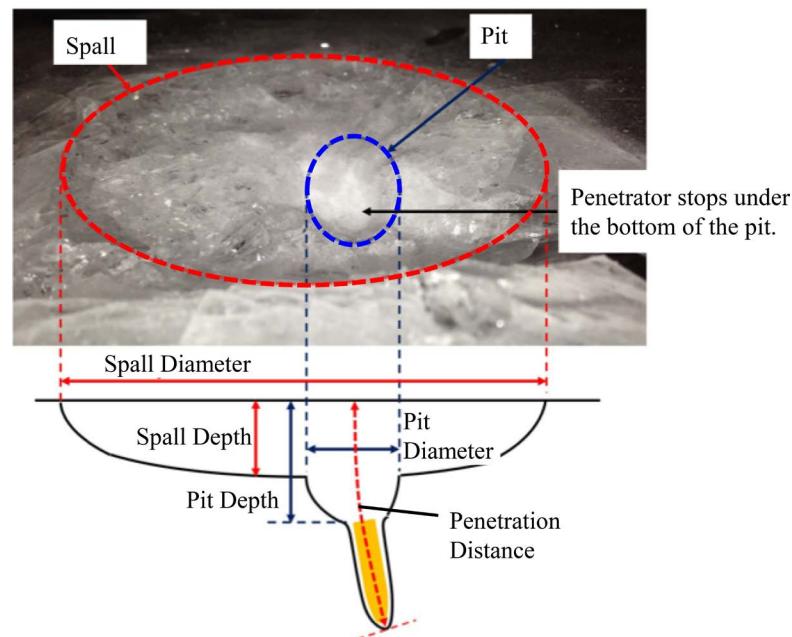 Spall
Pit
Penetrator stops under
the bottom of the pit.
Spall Diameter
Spall Depth
Pit
Diameter
Pit Depth
Penetration
Distance